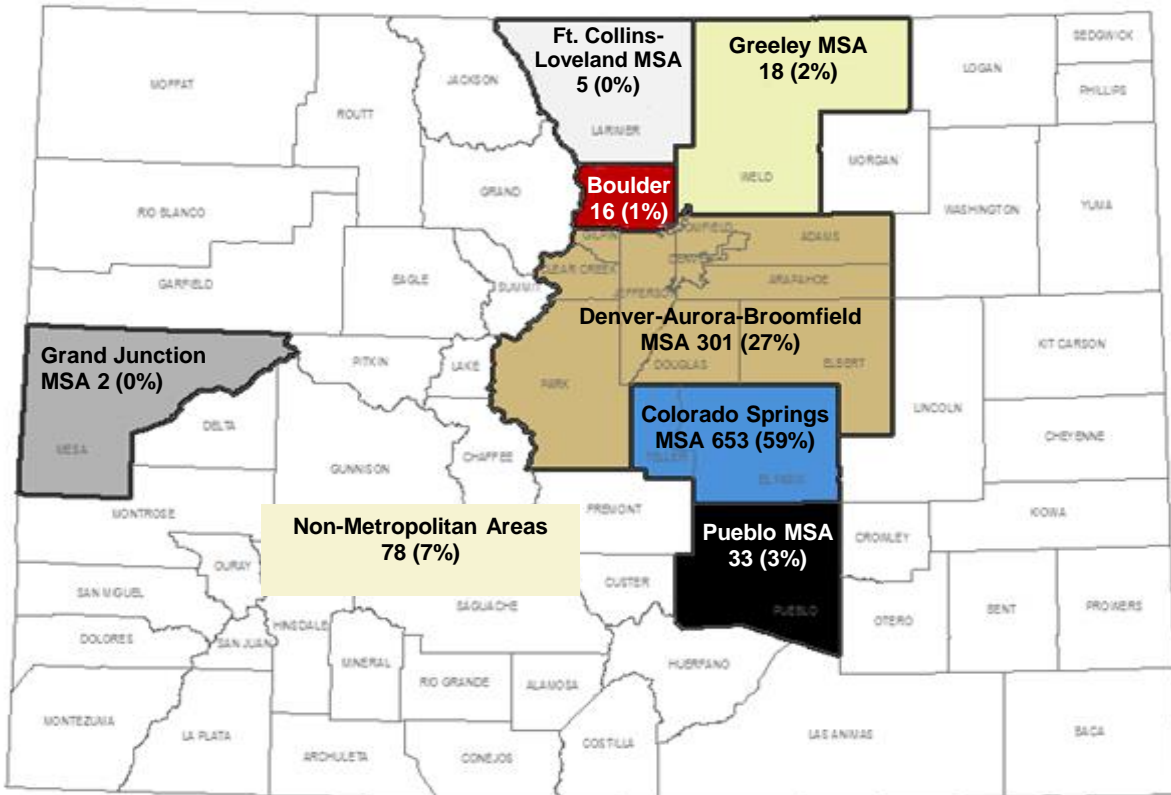 Ft. Collins-
Loveland MSA
5 (0%)
Greeley MSA
18 (2%)
SEDGWICK
LOGAN
PHILLIPS
MOFFAT
JACKSON
ROUTT
LARIMER
MORGAN
WELD
Boulder
16 (1%)
GRAND
RIO BLANCO
WASHINGTON
YUMA
GILPIN
ADAMS
CLEAR CREEK
ARAPAHOE
GARFIELD
EAGLE
SUMMIT
JEFFERSON
Denver-Aurora-Broomfield
MSA 301 (27%)
Grand Junction
MSA 2 (0%)
PITKIN
LAKE
PARK
DOUGLAS
ELBERT
KIT CARSON
Colorado Springs
MSA 653 (59%)
LINCOLN
DELTA
MESA
CHAFFEE
GUNNISON
TELLER
EL PASO
CHEYENNE
MONTROSE
FREMONT
KIOWA
Non-Metropolitan Areas
78 (7%)
Pueblo MSA
33 (3%)
CROWLEY
OURAY
SAN MIGUEL
CUSTER
SAGUACHE
PUEBLO
OTERO
BENT
PROWERS
DOLORES
SAN JUAN
HINSDALE
MINERAL
RIO GRANDE
ALAMOSA
HUERFANO
MONTEZUMA
LA PLATA
ARCHULETA
CONEJOS
COSTILLA
LAS ANIMAS
BACA